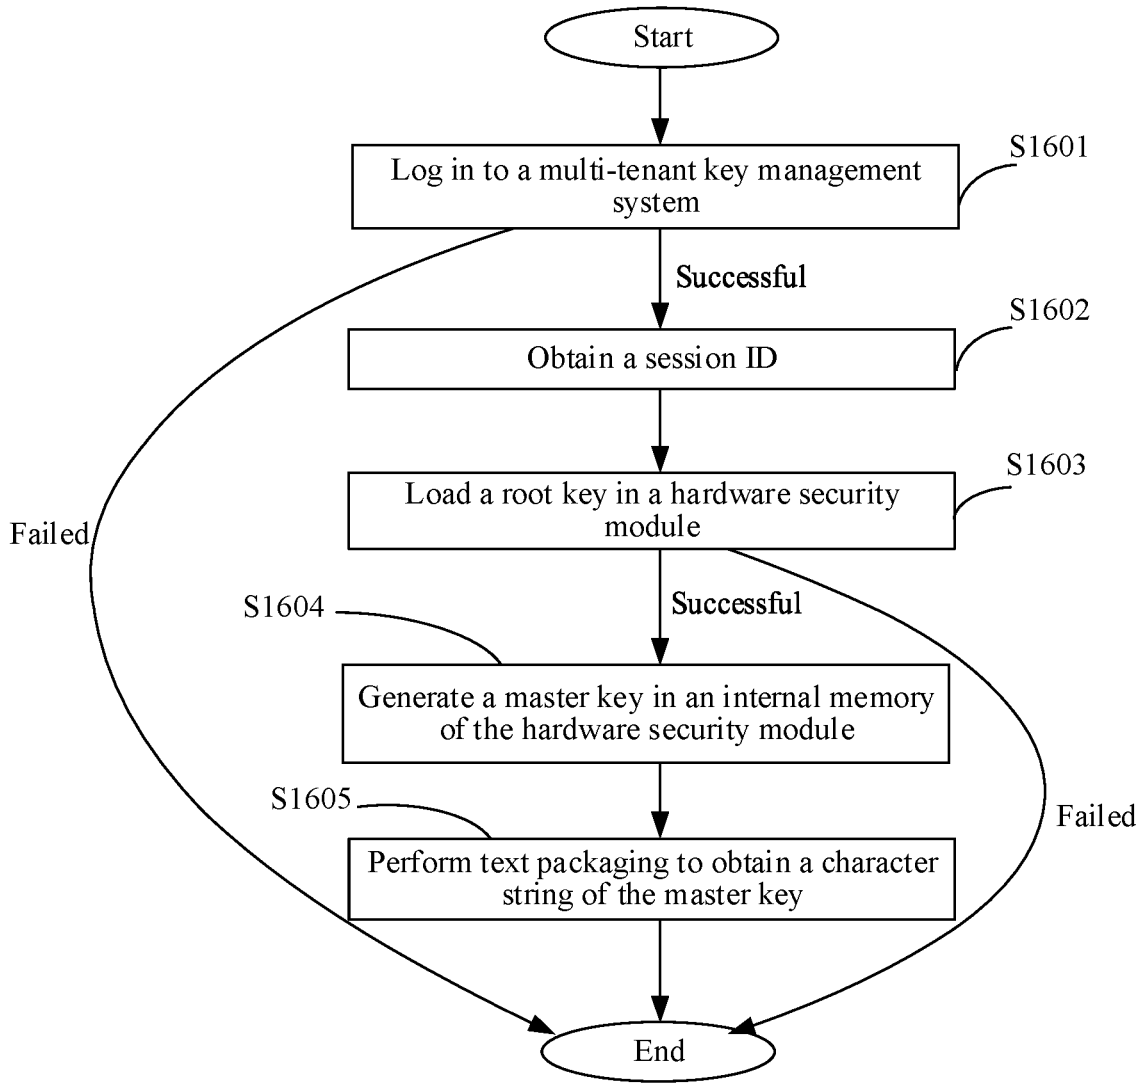 Start
S1601
Log in to a multi-tenant key management
system
Successful
S1602
Obtain a session ID
S1603
Load a root key in a hardware security
module
Failed
Successful
S1604
Generate a master key in an internal memory
of the hardware security module
S1605
Failed
Perform text packaging to obtain a character
string of the master key
End